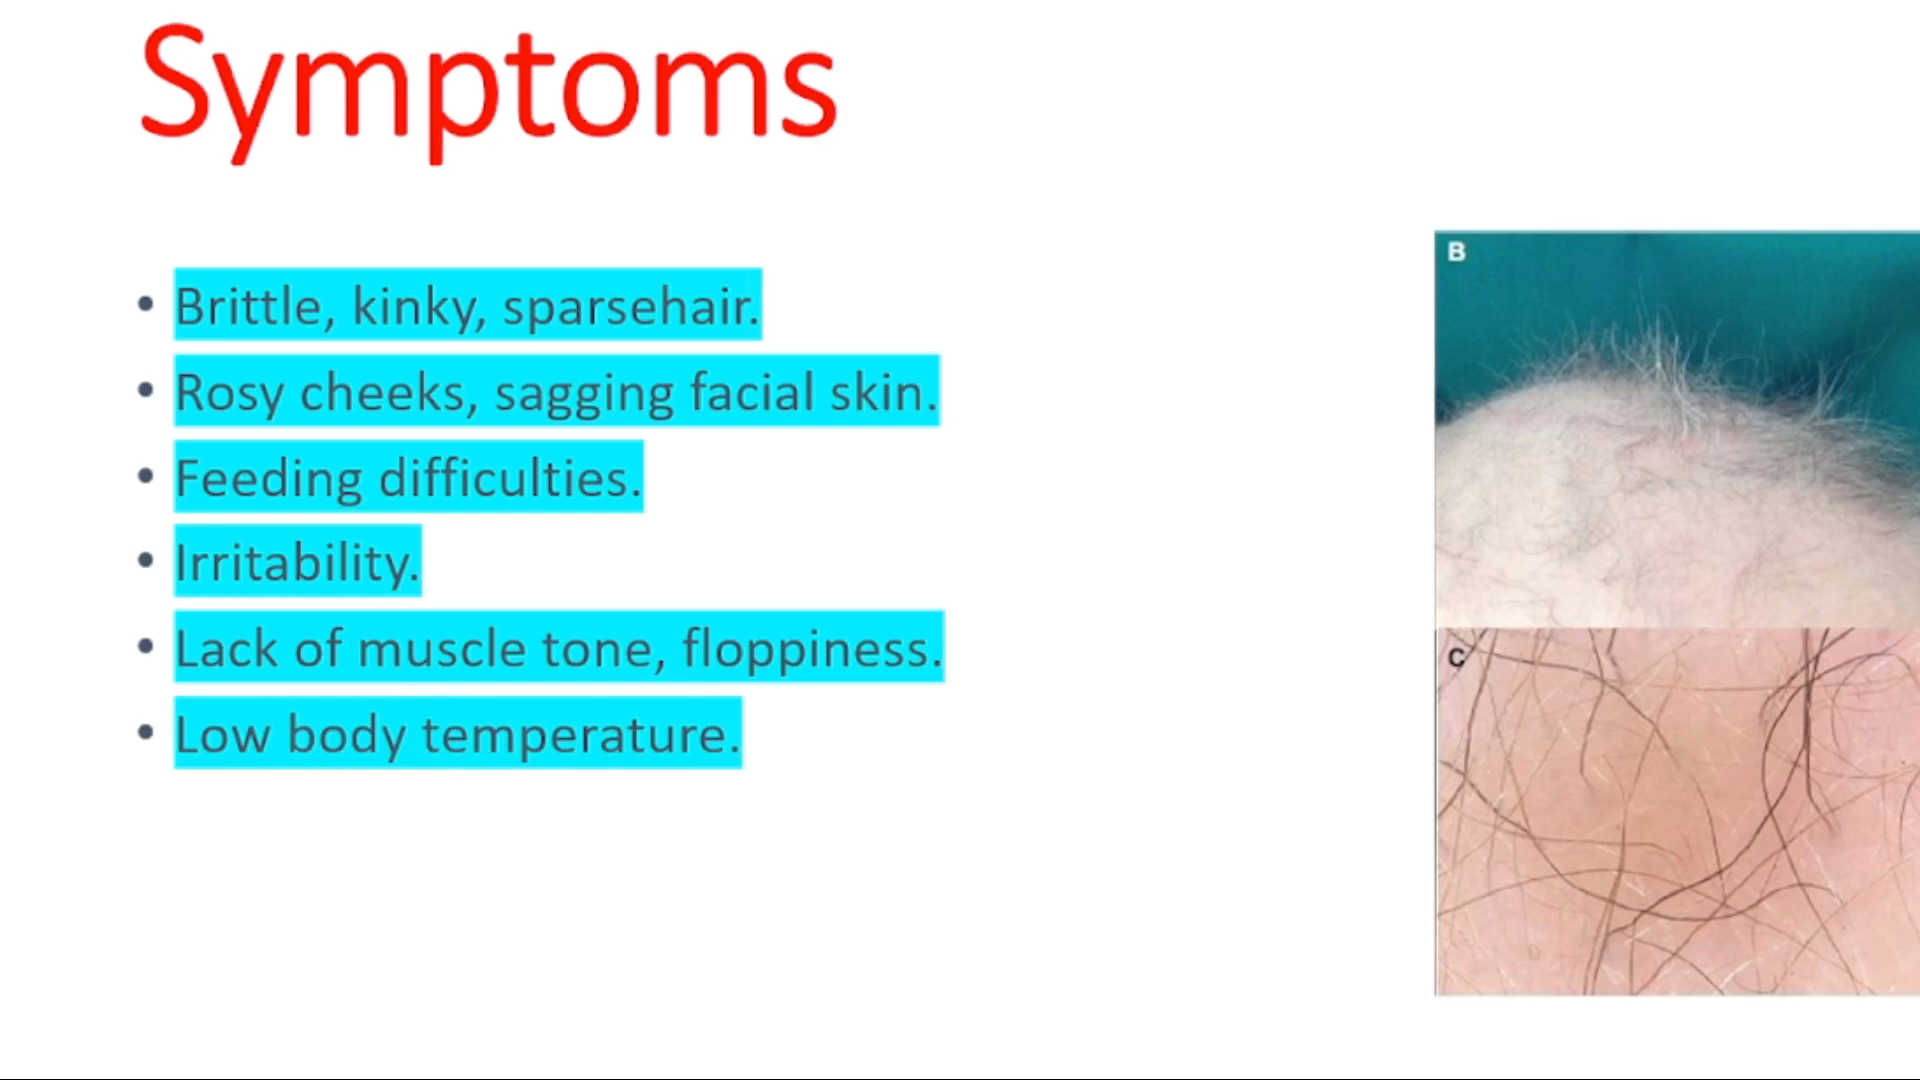 Symptoms
• Brittle, kinky, sparsehair.
• Rosy cheeks, sagging facial skin.
• Feeding difficulties.
• Irritability.
• Lack of muscle tone, floppiness.
• Low body temperature.
B
C